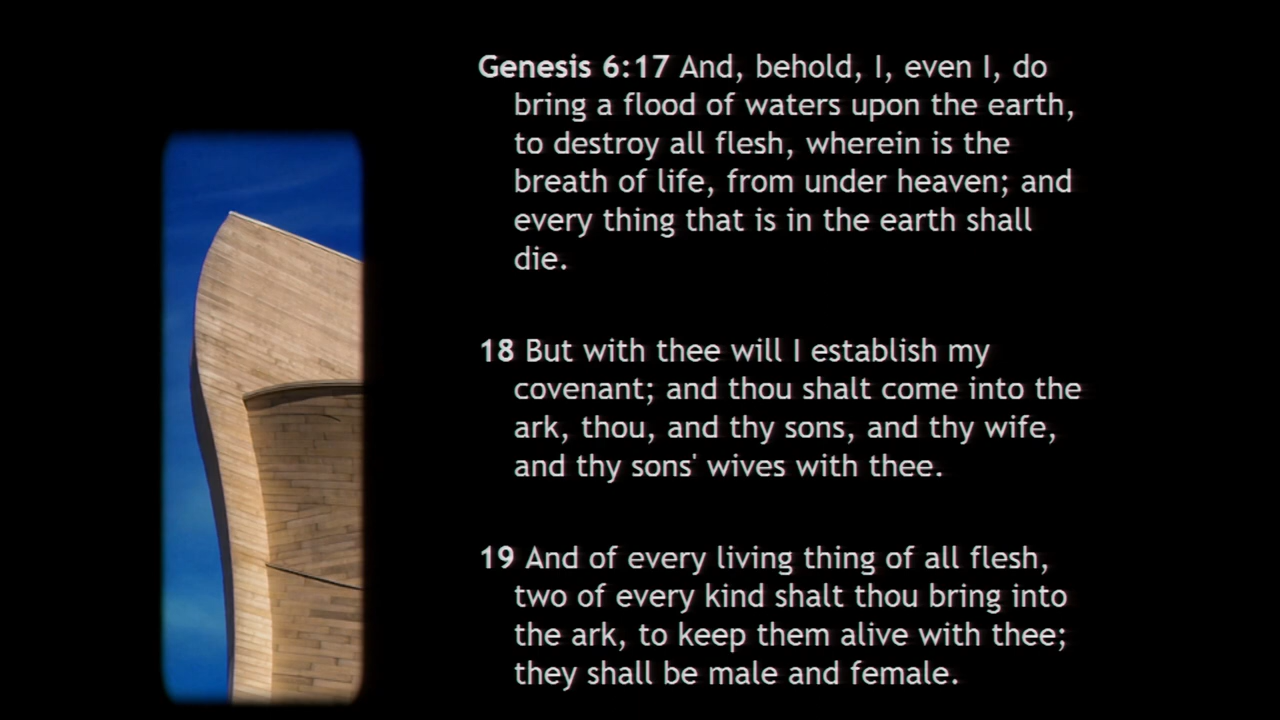 Genesis 6:17 And, behold, I, even I, do
bring a flood of waters upon the earth,
to destroy all flesh, wherein is the
breath of life, from under heaven; and
every thing that is in the earth shall
die.
18 But with thee will I establish my
covenant; and thou shalt come into the
ark, thou, and thy sons, and thy wife,
and thy sons' wives with thee.
19 And of every living thing of all flesh,
two of every kind shalt thou bring into
the ark, to keep them alive with thee;
they shall be male and female.